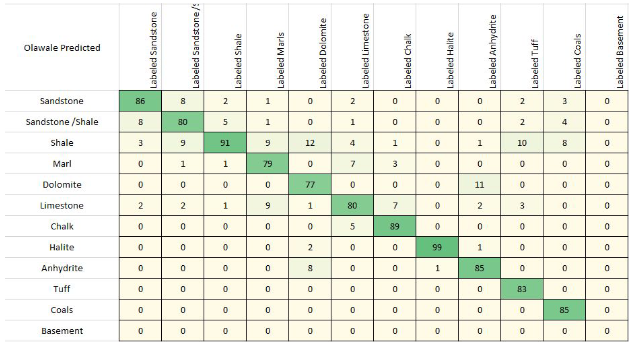 Olawale Predicted Labeled Sandstone Labeled Sandstone /S Labeled Shale Labeled Marls Labeled Dolomite Labeled Limestone Labeled Chalk Labeled Halite Labeled Anhydrite Labeled Tuff Labeled Coals Labeled Basement
Sandstone 86 8 2 1 0 2 0 0 0 2 3 0
Sandstone /Shale 8 80 5 1 0 1 0 0 0 2 4 0
Shale 3 9 91 9 12 4 1 0 1 10 8 0
Marl 0 1 1 79 0 7 3 0 0 0 0 0
Dolomite 0 0 0 0 77 0 0 0 11 0 0 0
Limestone 2 2 1 9 1 80 7 0 2 3 0 0
Chalk 0 0 0 0 0 5 89 0 0 0 0 0
Halite 0 0 0 0 2 0 0 99 1 0 0 0
Anhydrite 0 0 0 0 8 0 0 1 85 0 0 0
Tuff 0 0 0 0 0 0 0 0 0 83 0 0
Coals 0 0 0 0 0 0 0 0 0 0 85 0
Basement 0 0 0 0 0 0 0 0 0 0 0 0